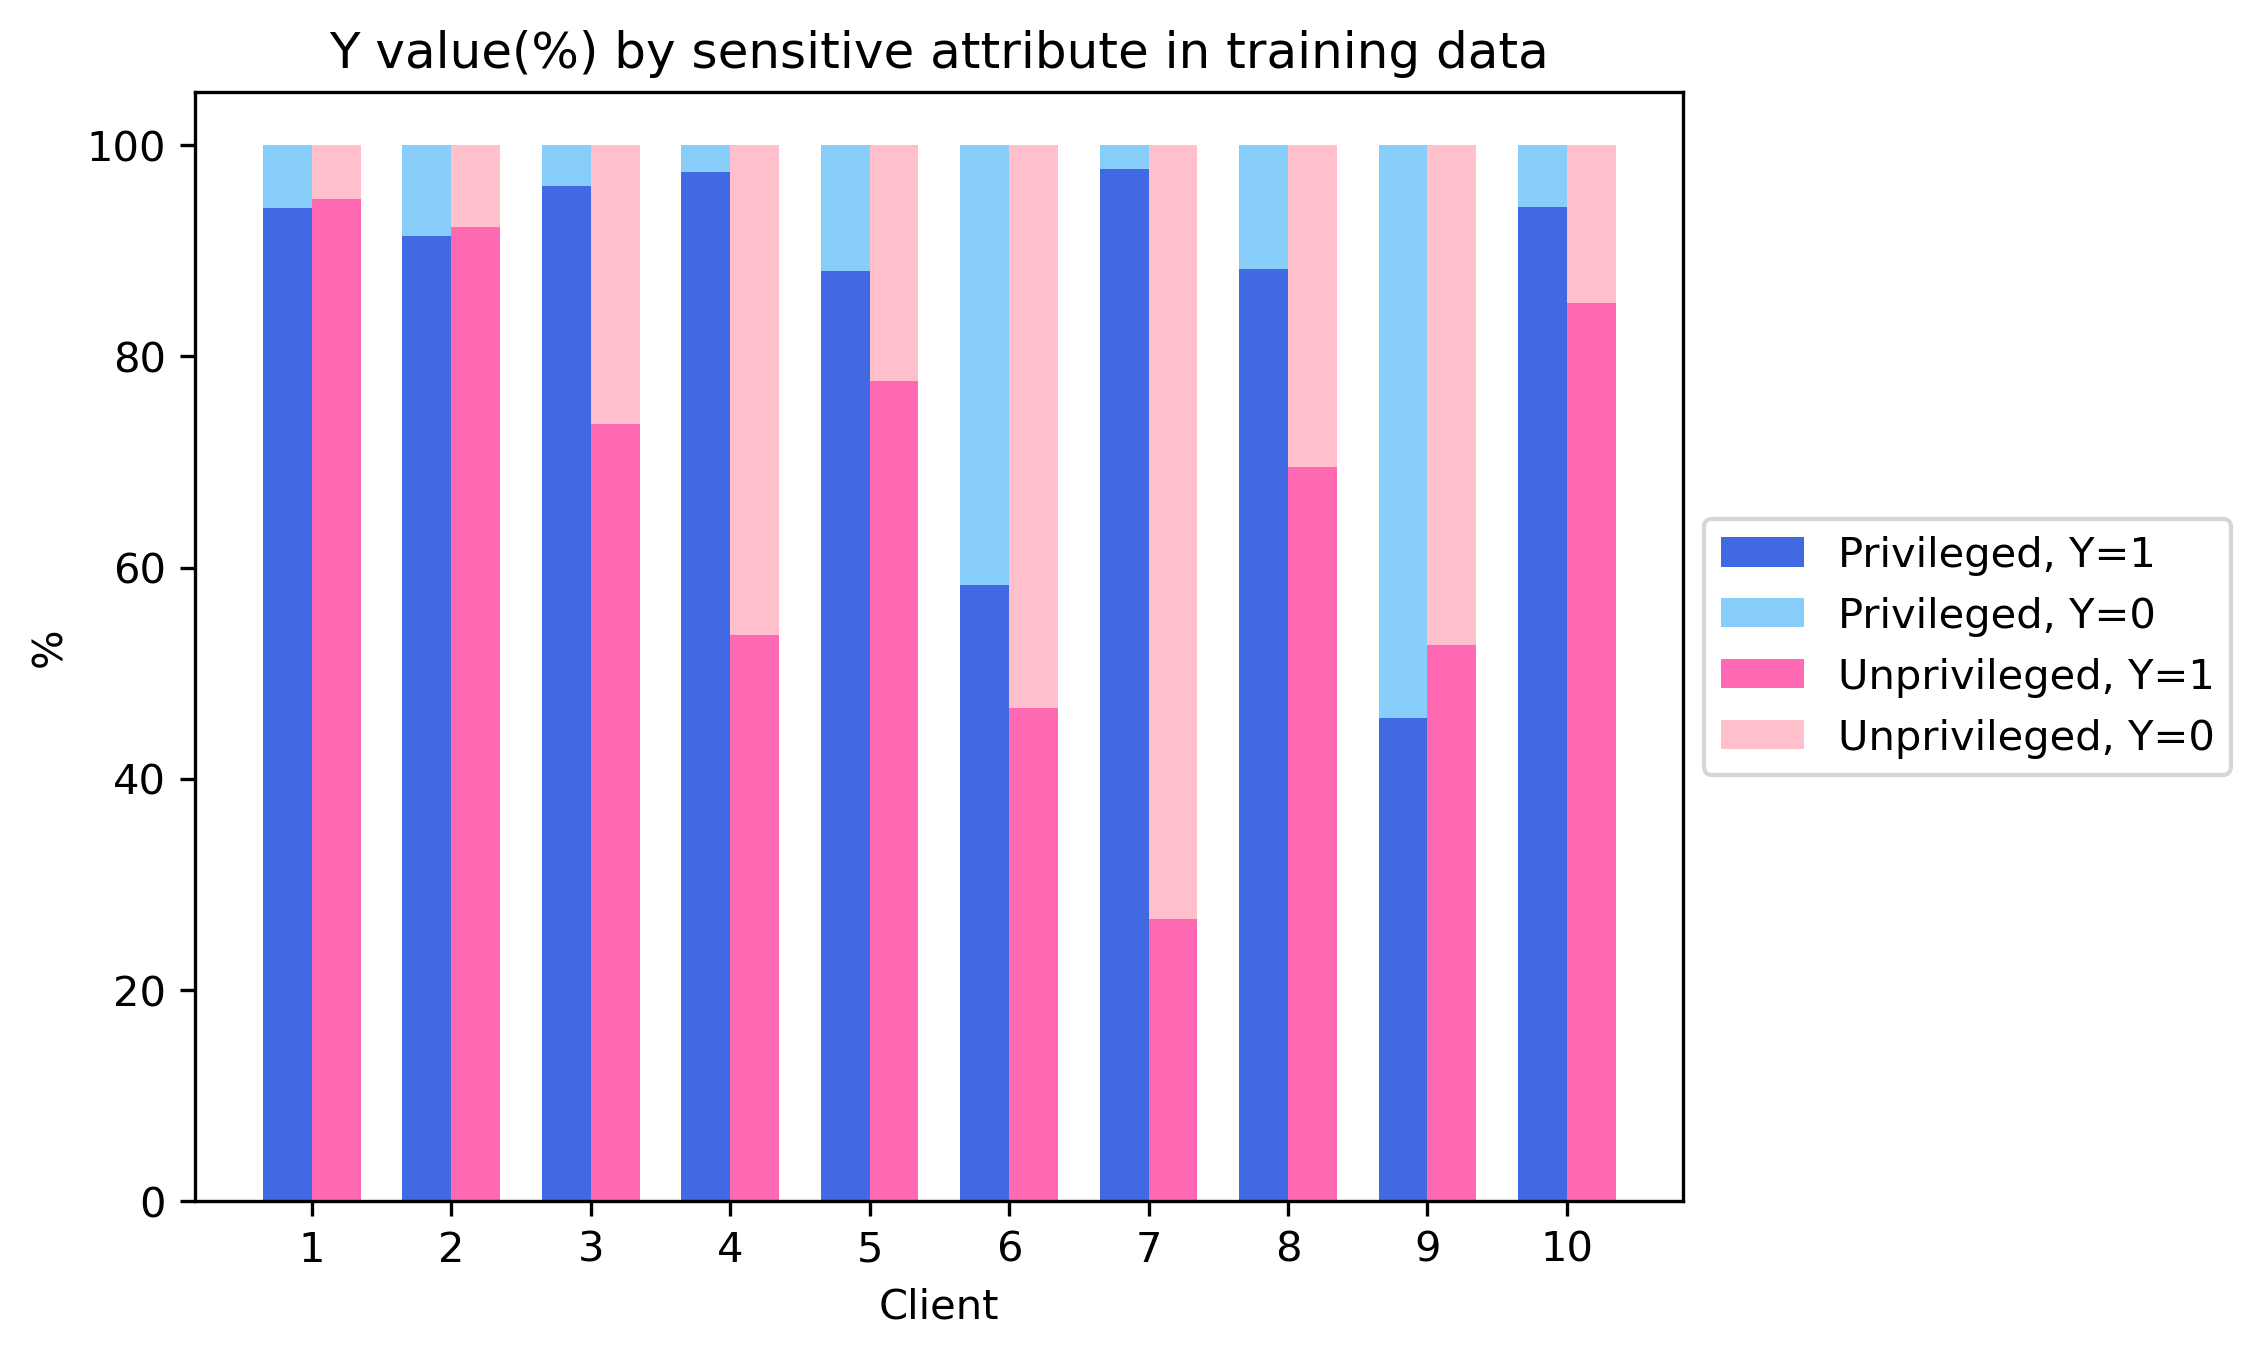 Y value(%) by sensitive attribute in training data
100
80
60
40
20
0
%
1 2 3 4 5 6 7 8 9 10
Client
Privileged, Y=1
Privileged, Y=0
Unprivileged, Y=1
Unprivileged, Y=0